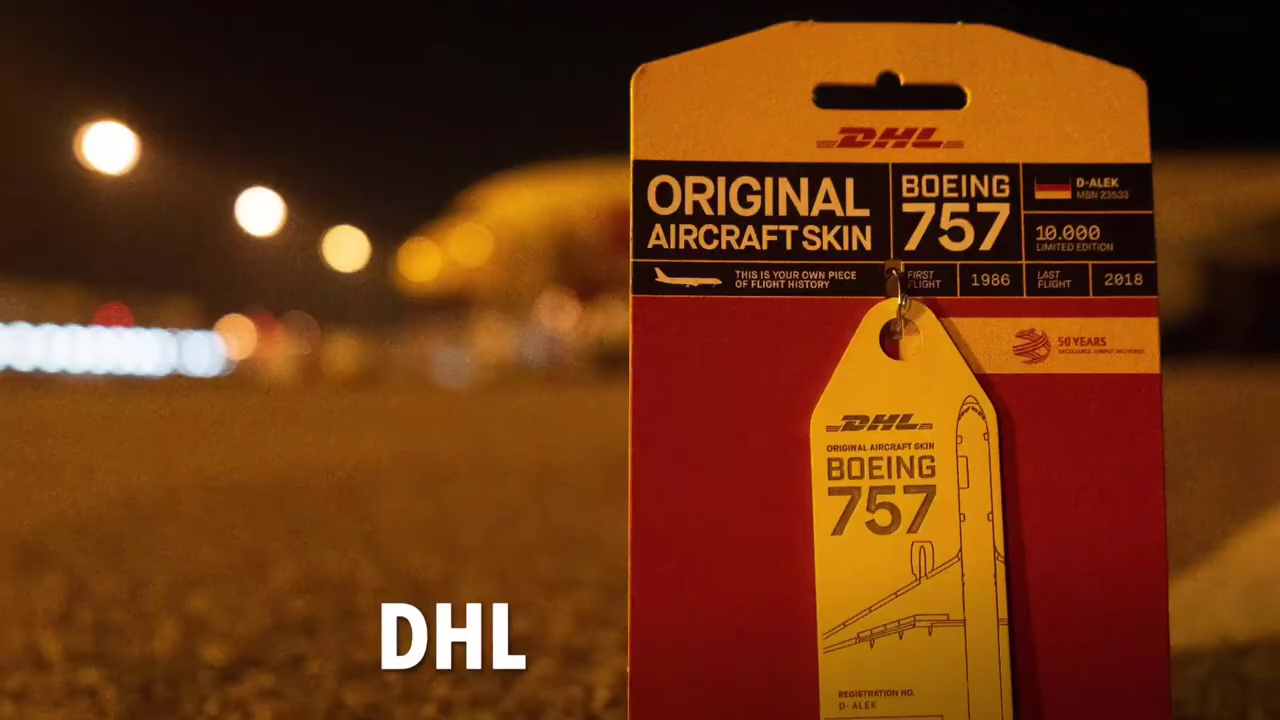 DHL
ORIGINAL
AIRCRAFT SKIN
BOEING
757
D-ALEK
MSN 23533
10.000
LIMITED EDITION
THIS IS YOUR OWN PIECE
OF FLIGHT HISTORY
FIRST
FLIGHT
1986
LAST
FLIGHT
2018
50 YEARS
DHL
ORIGINAL AIRCRAFT SKIN
BOEING
757
REGISTRATION NO.
D-ALEK
DHL